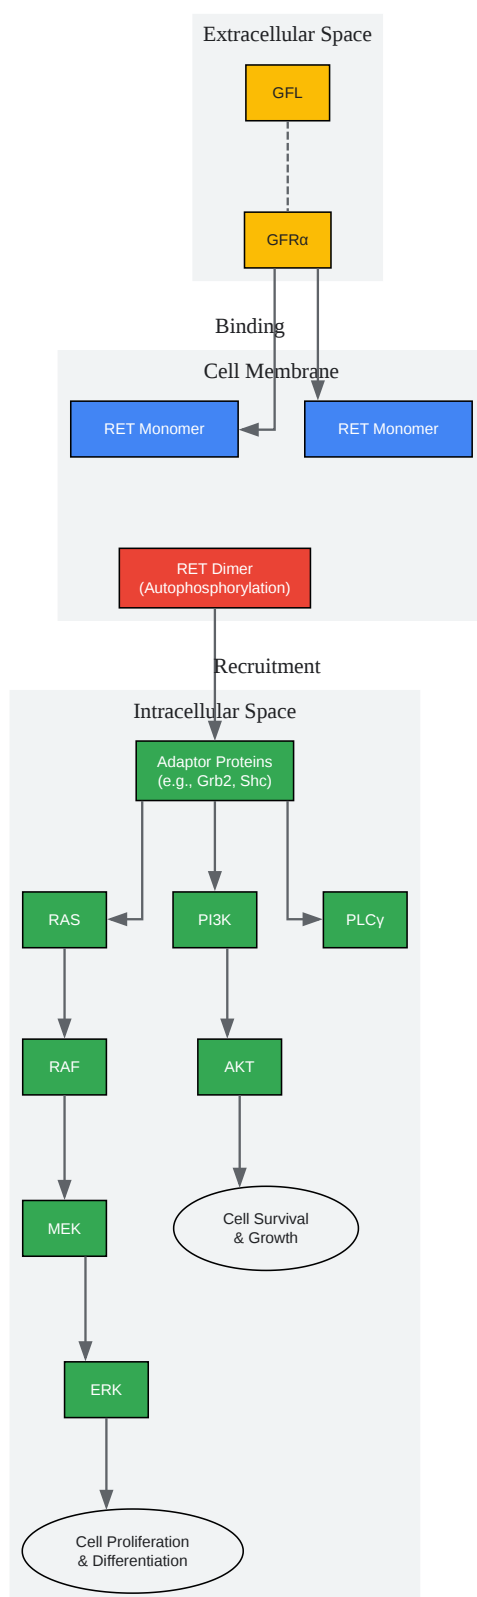 Extracellular Space
GFL
GFRα
Binding
Cell Membrane
RET Monomer
RET Monomer
RET Dimer
(Autophosphorylation)
Recruitment
Intracellular Space
Adaptor Proteins
(e.g., Grb2, Shc)
RAS
PI3K
PLCγ
RAF
AKT
MEK
Cell Survival
& Growth
ERK
Cell Proliferation
& Differentiation